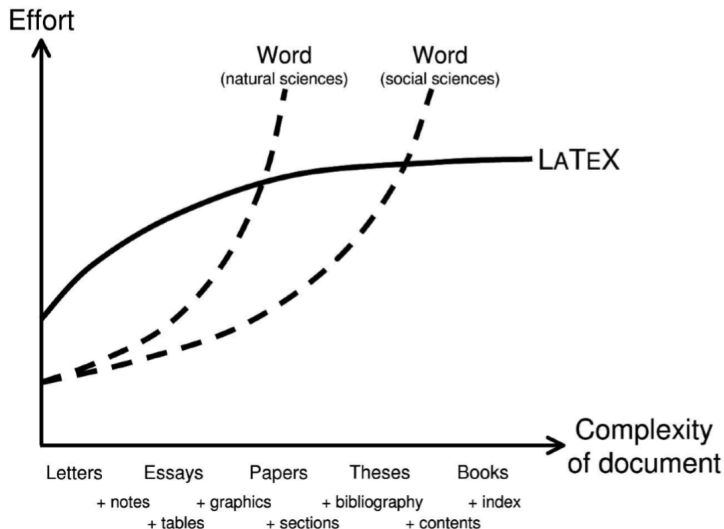 Effort
Word
(natural sciences)
Word
(social sciences)
LATEX
Complexity
of document
Letters Essays Papers Theses Books
+ notes + graphics + bibliography + index
+ tables + sections + contents